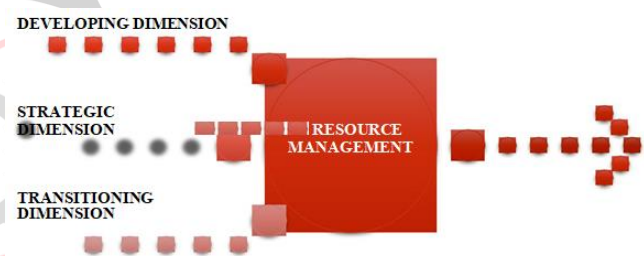 DEVELOPING DIMENSION
STRATEGIC
DIMENSION
RESOURCE
MANAGEMENT
TRANSITIONING
DIMENSION